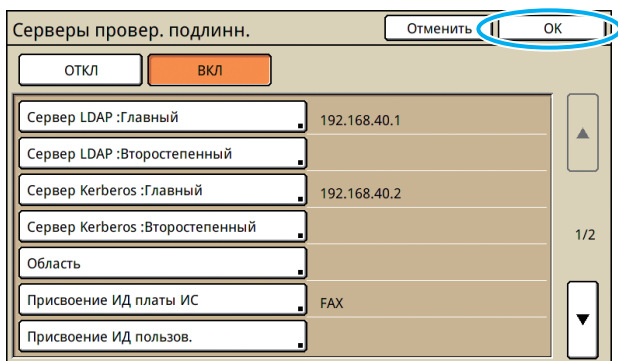 Серверы провер. подлинн.
Отменить
OK
ОТКЛ
ВКЛ
Сервер LDAP :Главный 192.168.40.1
Сервер LDAP :Второстепенный
Сервер Kerberos :Главный 192.168.40.2
Сервер Kerberos :Второстепенный
1/2
Область
Присвоение ИД платы ИС FAX
Присвоение ИД пользов.